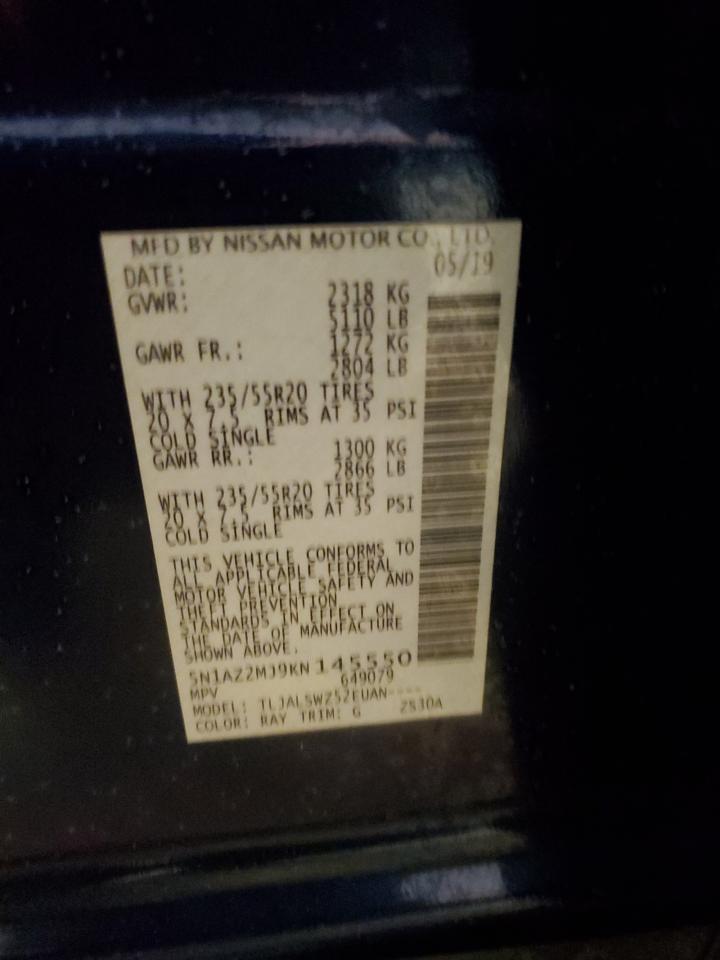 MFD BY NISSAN MOTOR CO., LTD.
DATE: 05/19
GVWR: 2318 KG
5110 LB
GAWR FR.: 1272 KG
2804 LB
WITH 235/55R20 TIRES
20 X 7.5 RIMS AT 35 PSI
COLD SINGLE
GAWR RR.: 1300 KG
2866 LB
WITH 235/55R20 TIRES
20 X 7.5 RIMS AT 35 PSI
COLD SINGLE
THIS VEHICLE CONFORMS TO
ALL APPLICABLE FEDERAL
MOTOR VEHICLE SAFETY AND
THEFT PREVENTION
STANDARDS IN EFFECT ON
THE DATE OF MANUFACTURE
SHOWN ABOVE.
5N1AZ2MJ9KN145550
MPV 649079
MODEL: TLJALSWZ52EUAN----
COLOR: RAY TRIM: G ZS30A